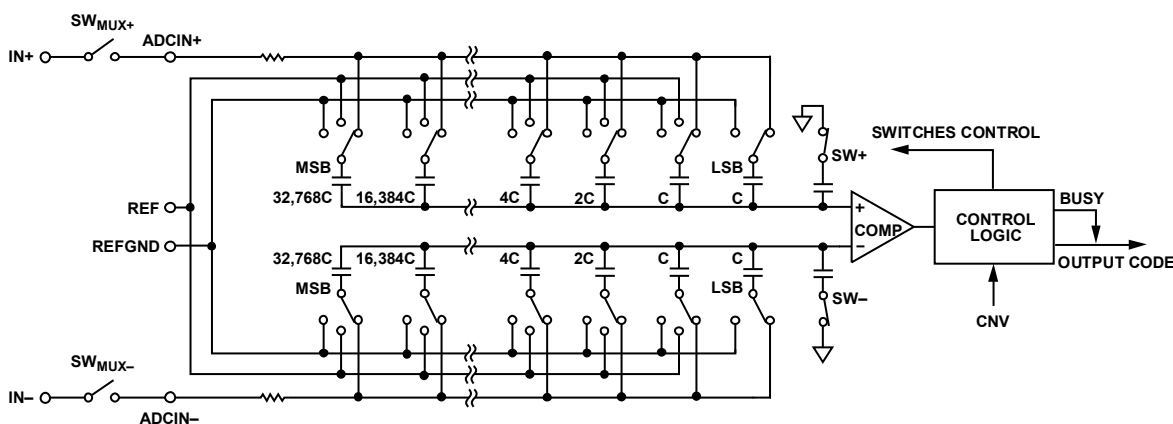 SWMUX+
IN+
ADCIN+
MSB
LSB
SW+
SWITCHES CONTROL
32,768C
16,384C
4C
2C
C
C
BUSY
REF
COMP
+
–
CONTROL
LOGIC
REFGND
OUTPUT CODE
32,768C
16,384C
4C
2C
C
C
MSB
LSB
SW–
CNV
SWMUX–
IN–
ADCIN–